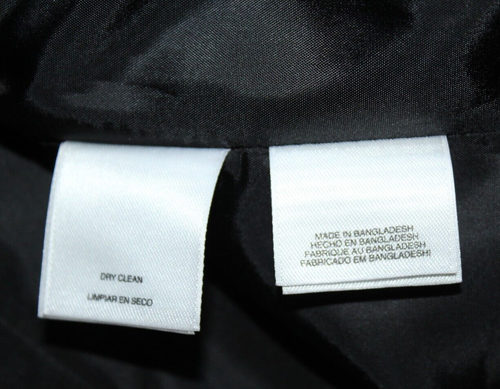 DRY CLEAN
LIMPIAR EN SECO
MADE IN BANGLADESH
HECHO EN BANGLADESH
FABRIQUE AU BANGLADESH
FABRICADO EM BANGLADESH